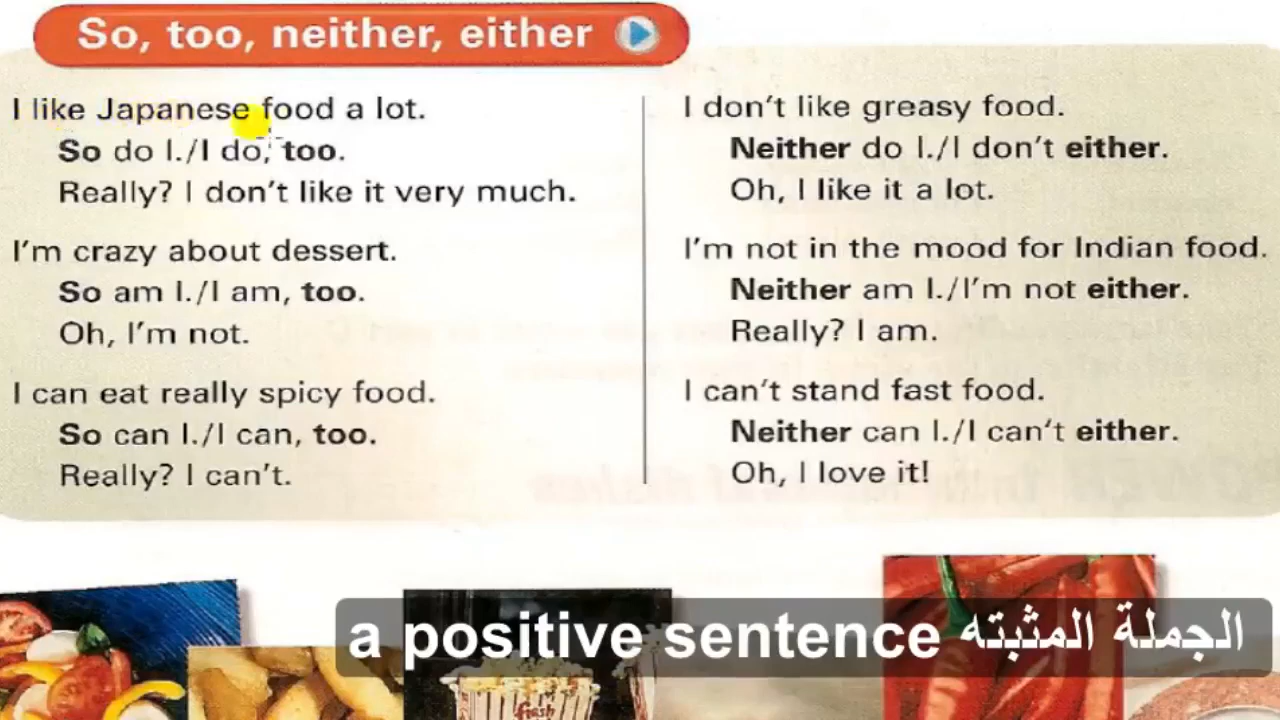 So, too, neither, either
I like Japanese food a lot.
So do I./I do, too.
Really? I don't like it very much.
I'm crazy about dessert.
So am I./I am, too.
Oh, I'm not.
I can eat really spicy food.
So can I./I can, too.
Really? I can't.
I don't like greasy food.
Neither do I./I don't either.
Oh, I like it a lot.
I'm not in the mood for Indian food.
Neither am I./I'm not either.
Really? I am.
I can't stand fast food.
Neither can I./I can't either.
Oh, I love it!
a positive sentence الجملة المثبته
fresh